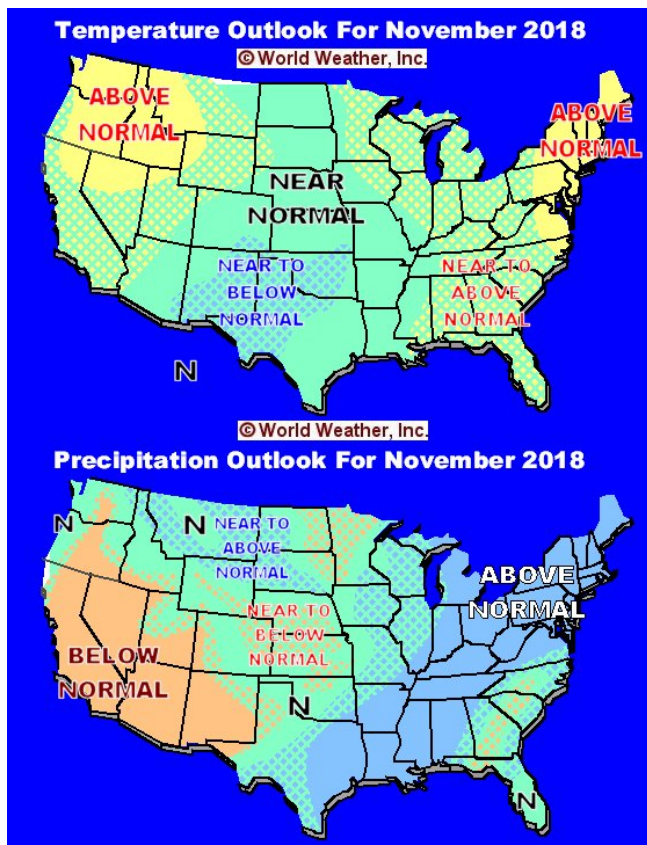 Temperature Outlook For November 2018
© World Weather, Inc.
ABOVE
NORMAL
ABOVE
NORMAL
NEAR
NORMAL
NEAR TO
BELOW
NORMAL
NEAR TO
ABOVE
NORMAL
N
© World Weather, Inc.
Precipitation Outlook For November 2018
N
N
NEAR TO
ABOVE
NORMAL
ABOVE
NORMAL
NEAR TO
BELOW
NORMAL
BELOW
NORMAL
N
N